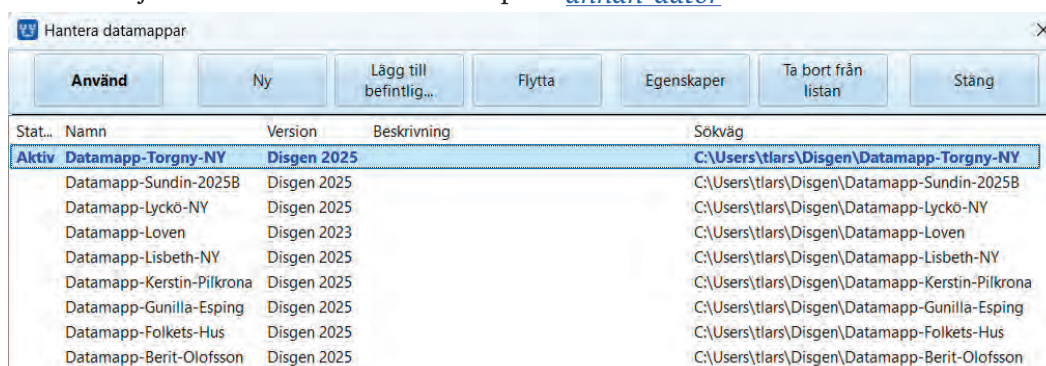 annan dator
Hantera datamappar
Använd Ny Lägg till befintlig... Flytta Egenskaper Ta bort från listan Stäng
Stat... Namn Version Beskrivning Sökväg
Aktiv Datamapp-Torgny-NY Disgen 2025 C:\Users\tlars\Disgen\Datamapp-Torgny-NY
Datamapp-Sundin-2025B Disgen 2025 C:\Users\tlars\Disgen\Datamapp-Sundin-2025B
Datamapp-Lyckö-NY Disgen 2025 C:\Users\tlars\Disgen\Datamapp-Lyckö-NY
Datamapp-Loven Disgen 2023 C:\Users\tlars\Disgen\Datamapp-Loven
Datamapp-Lisbeth-NY Disgen 2025 C:\Users\tlars\Disgen\Datamapp-Lisbeth-NY
Datamapp-Kerstin-Pilkrona Disgen 2025 C:\Users\tlars\Disgen\Datamapp-Kerstin-Pilkrona
Datamapp-Gunilla-Esping Disgen 2025 C:\Users\tlars\Disgen\Datamapp-Gunilla-Esping
Datamapp-Folkets-Hus Disgen 2025 C:\Users\tlars\Disgen\Datamapp-Folkets-Hus
Datamapp-Berit-Olofsson Disgen 2025 C:\Users\tlars\Disgen\Datamapp-Berit-Olofsson